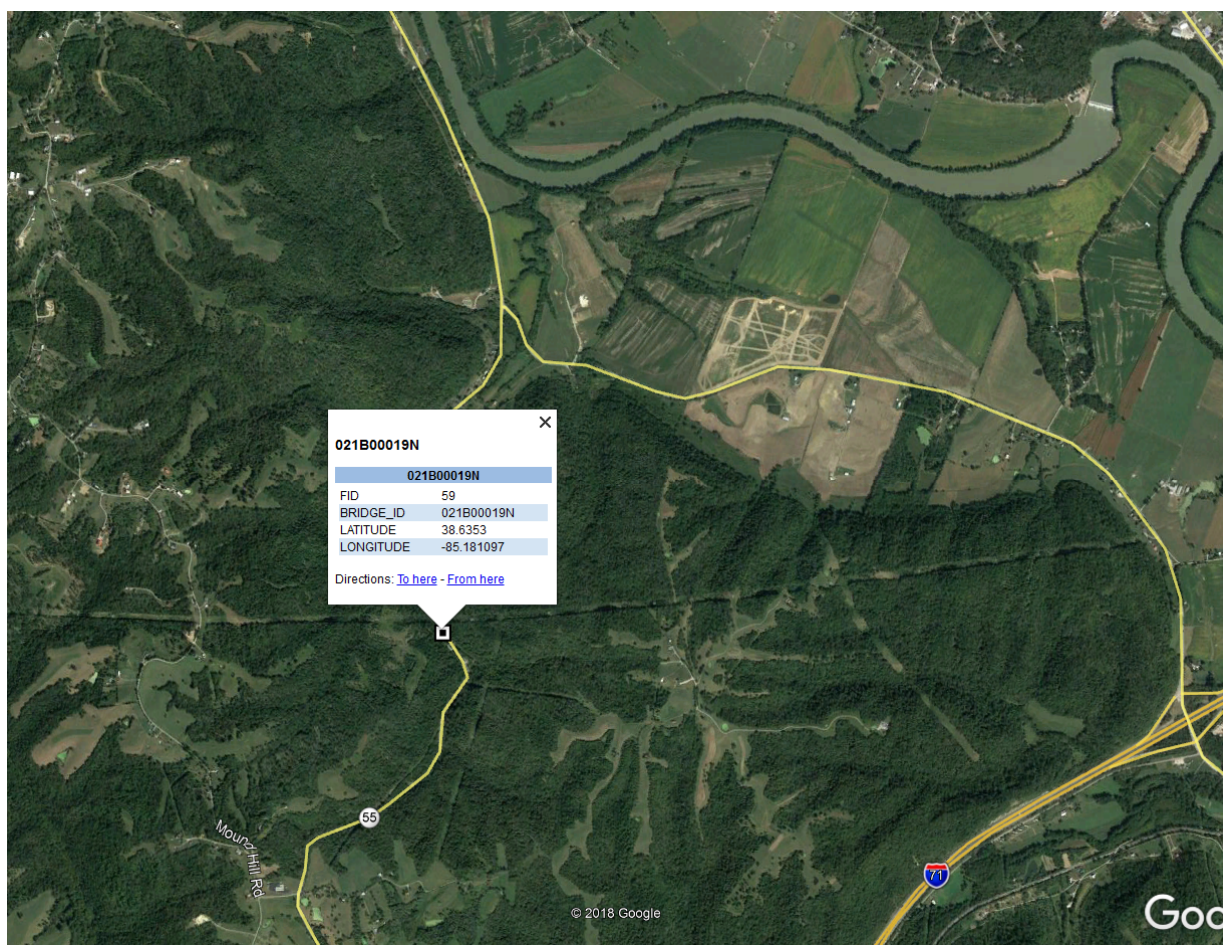 021B00019N
021B00019N
FID 59
BRIDGE_ID 021B00019N
LATITUDE 38.6353
LONGITUDE -85.181097
Directions: To here - From here
55
Mound Hill Rd
71
© 2018 Google
Goo